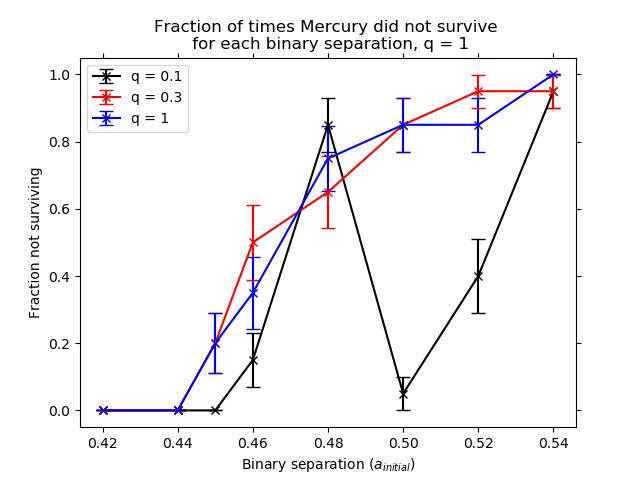 Fraction of times Mercury did not survive
for each binary separation, q = 1
q = 0.1
q = 0.3
q = 1
1.0
0.8
0.6
0.4
0.2
0.0
Fraction not surviving
0.42 0.44 0.46 0.48 0.50 0.52 0.54
Binary separation (a_initial)